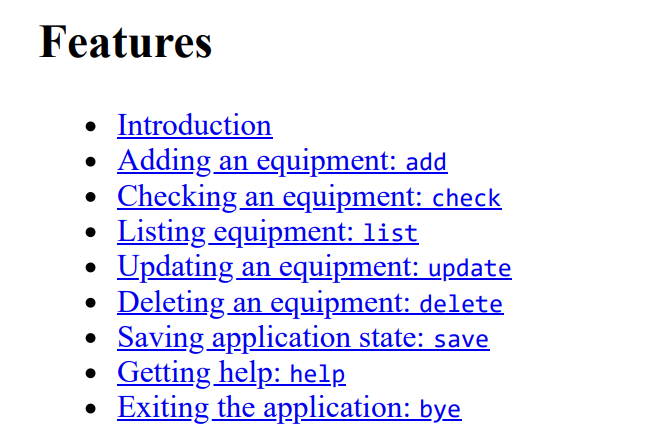 Features
Introduction
Adding an equipment: add
Checking an equipment: check
Listing equipment: list
Updating an equipment: update
Deleting an equipment: delete
Saving application state: save
Getting help: help
Exiting the application: bye